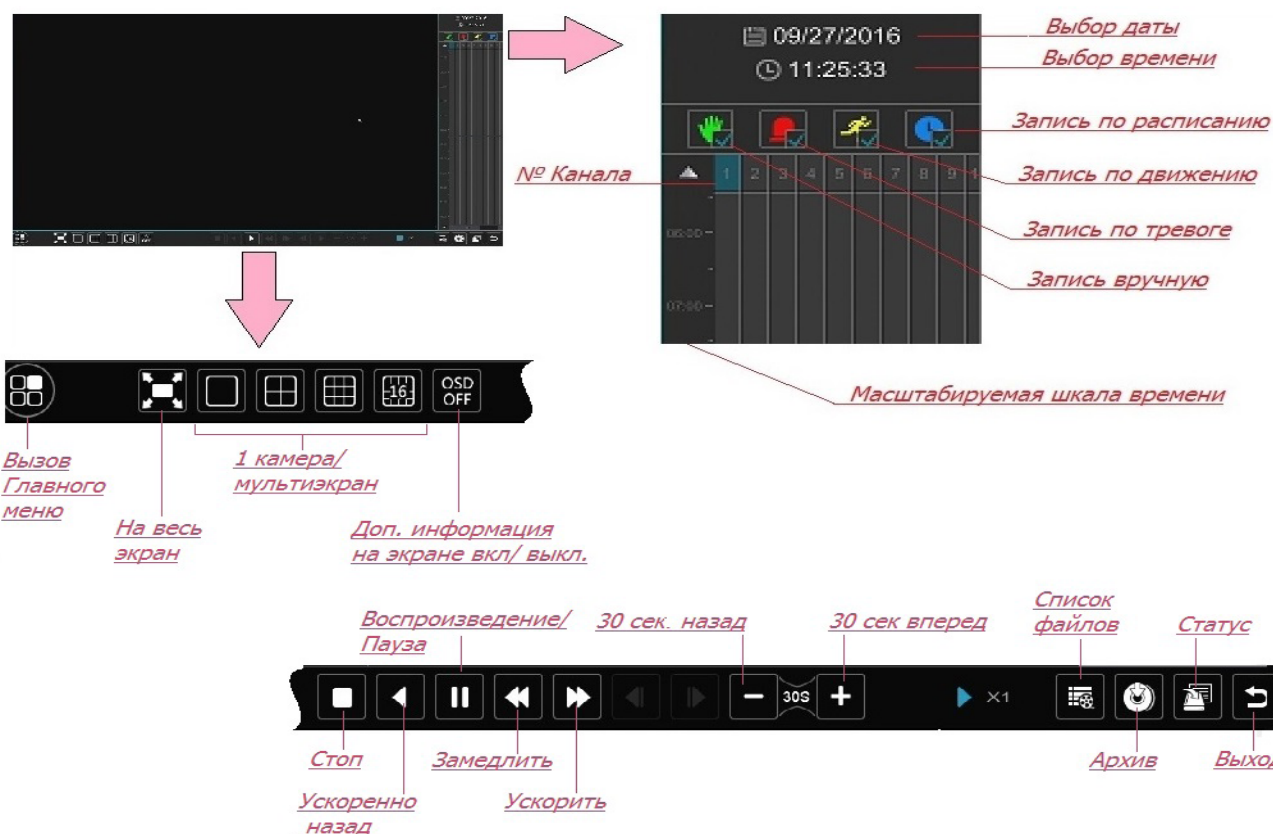 09/27/2016
Выбор даты
11:25:33
Выбор времени
Запись по расписанию
№ Канала
1 2 3 4 5 6 7 8 9
Запись по движению
06:00
Запись по тревоге
Запись вручную
07:00
Масштабируемая шкала времени
16
OSD
OFF
Вызов
Главного
меню
1 камера/
мультиэкран
На весь
экран
Доп. информация
на экране вкл/ выкл.
Воспроизведение/
Пауза
30 сек. назад
30 сек вперед
Список
файлов
Статус
30S
X1
Стоп
Замедлить
Архив
Выход
Ускоренно
назад
Ускорить